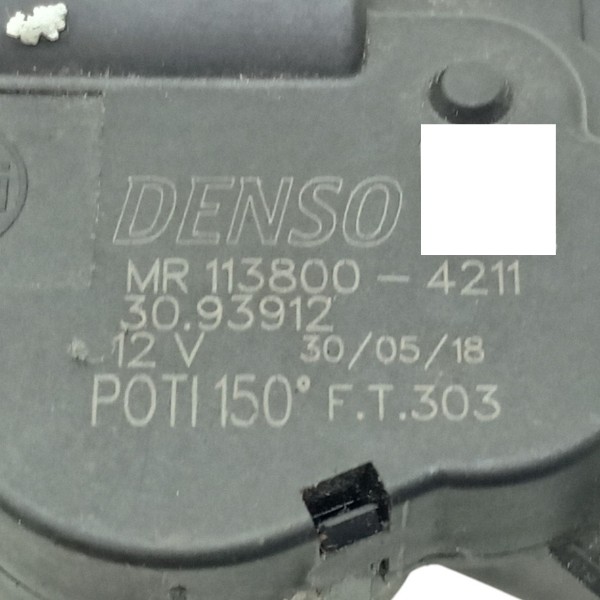 DENSO
MR 113800 - 4211
30.93912
12 V 30/05/18
POTI 150° F.T.303